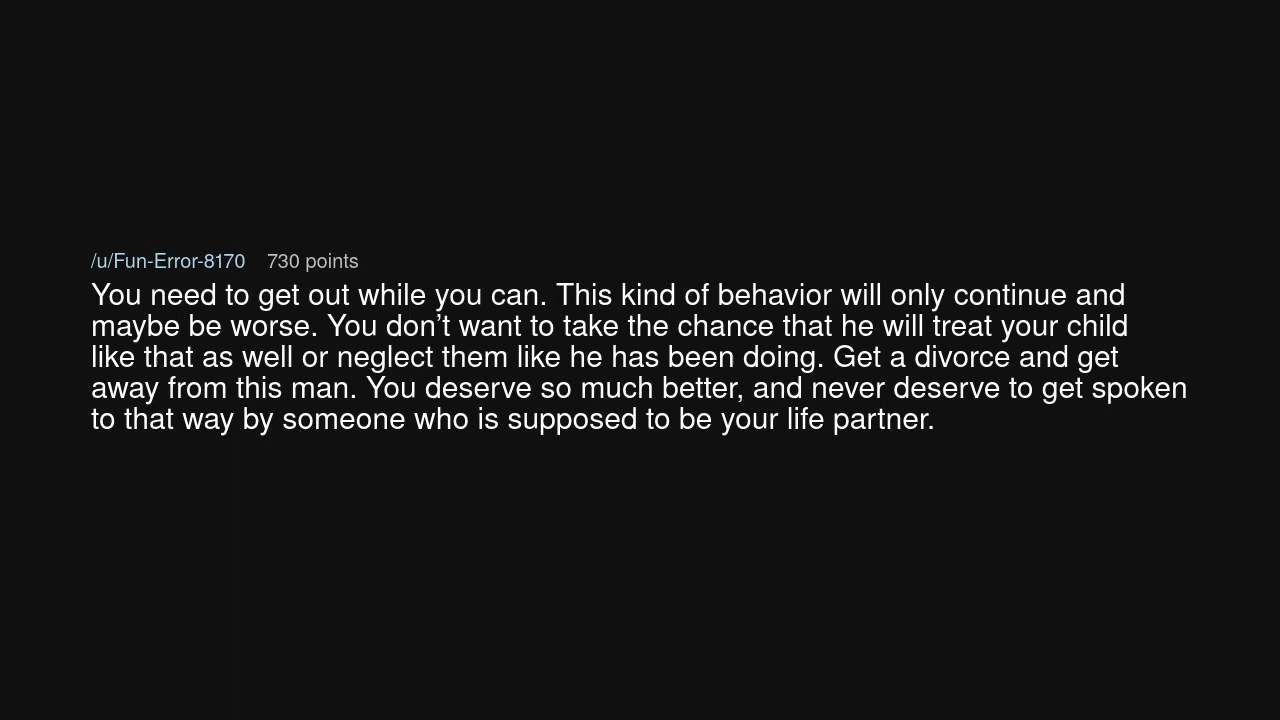 /u/Fun-Error-8170 730 points
You need to get out while you can. This kind of behavior will only continue and
maybe be worse. You don’t want to take the chance that he will treat your child
like that as well or neglect them like he has been doing. Get a divorce and get
away from this man. You deserve so much better, and never deserve to get spoken
to that way by someone who is supposed to be your life partner.